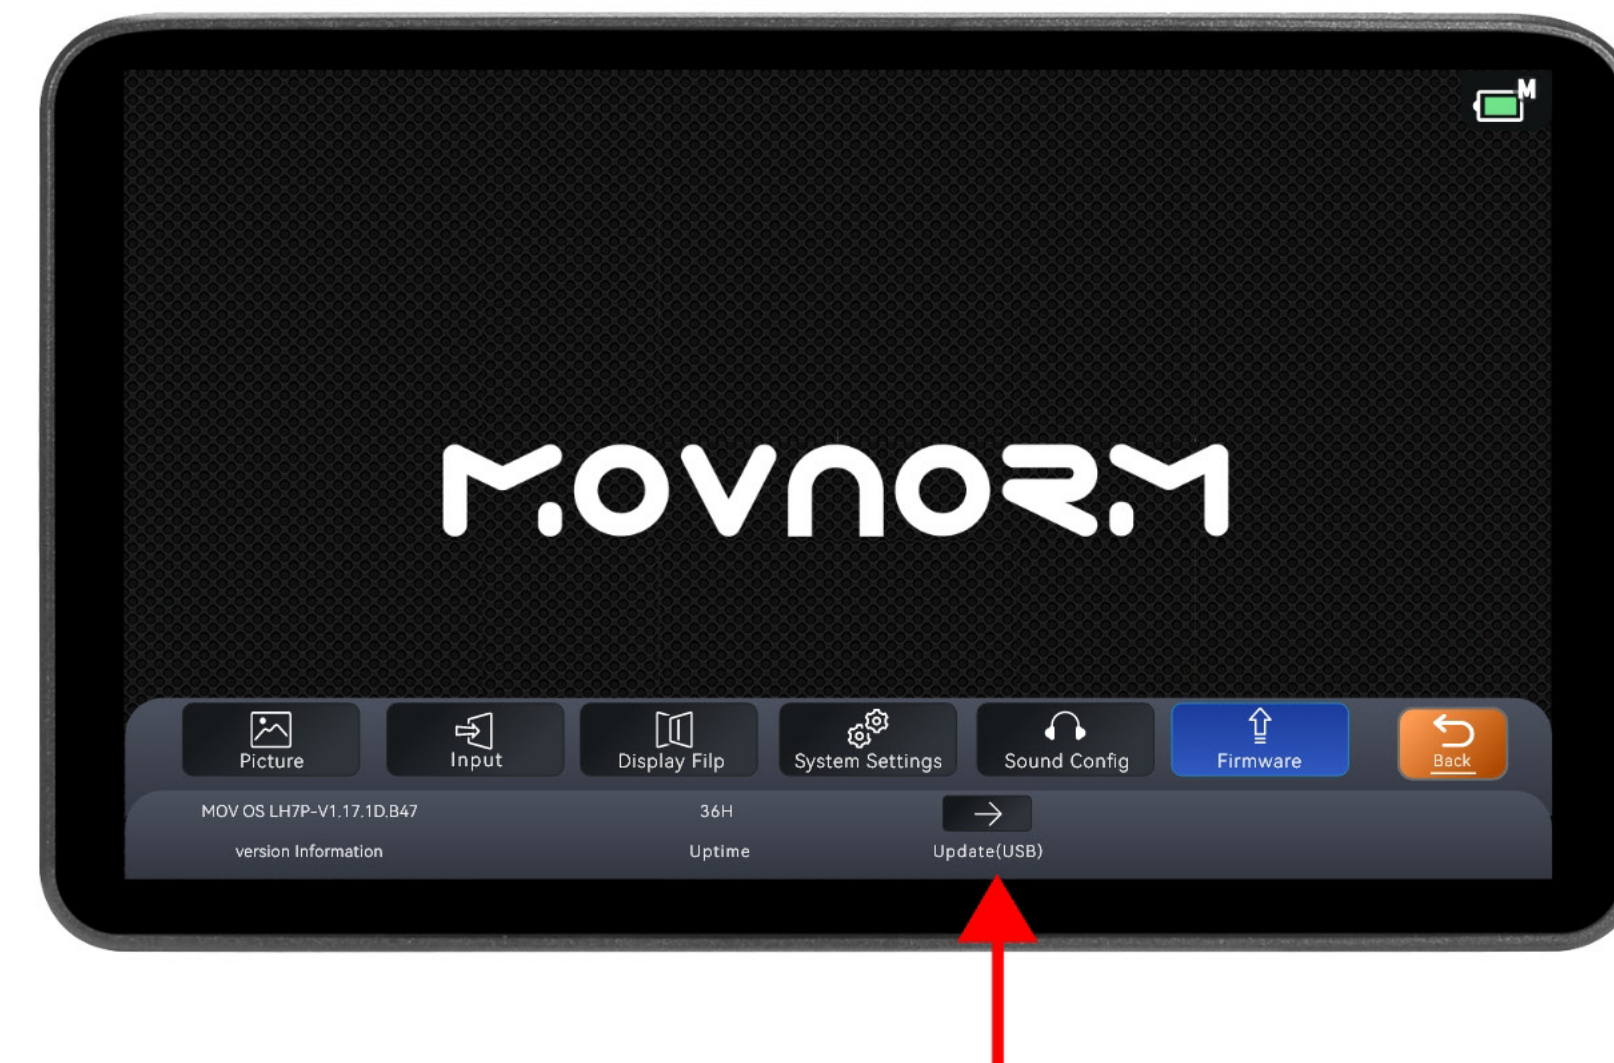 M
MOVNORM
Picture
Input
Display Filp
System Settings
Sound Config
Firmware
Back
MOV OS LH7P-V1.17.1D.B47
36H
version Information
Uptime
Update(USB)